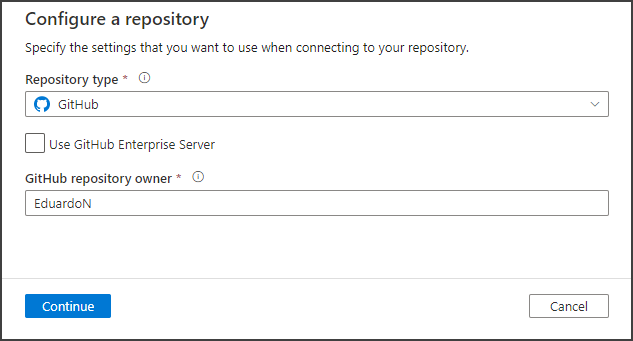 Configure a repository
Specify the settings that you want to use when connecting to your repository.
Repository type *
GitHub
Use GitHub Enterprise Server
GitHub repository owner *
EduardoN
Continue
Cancel